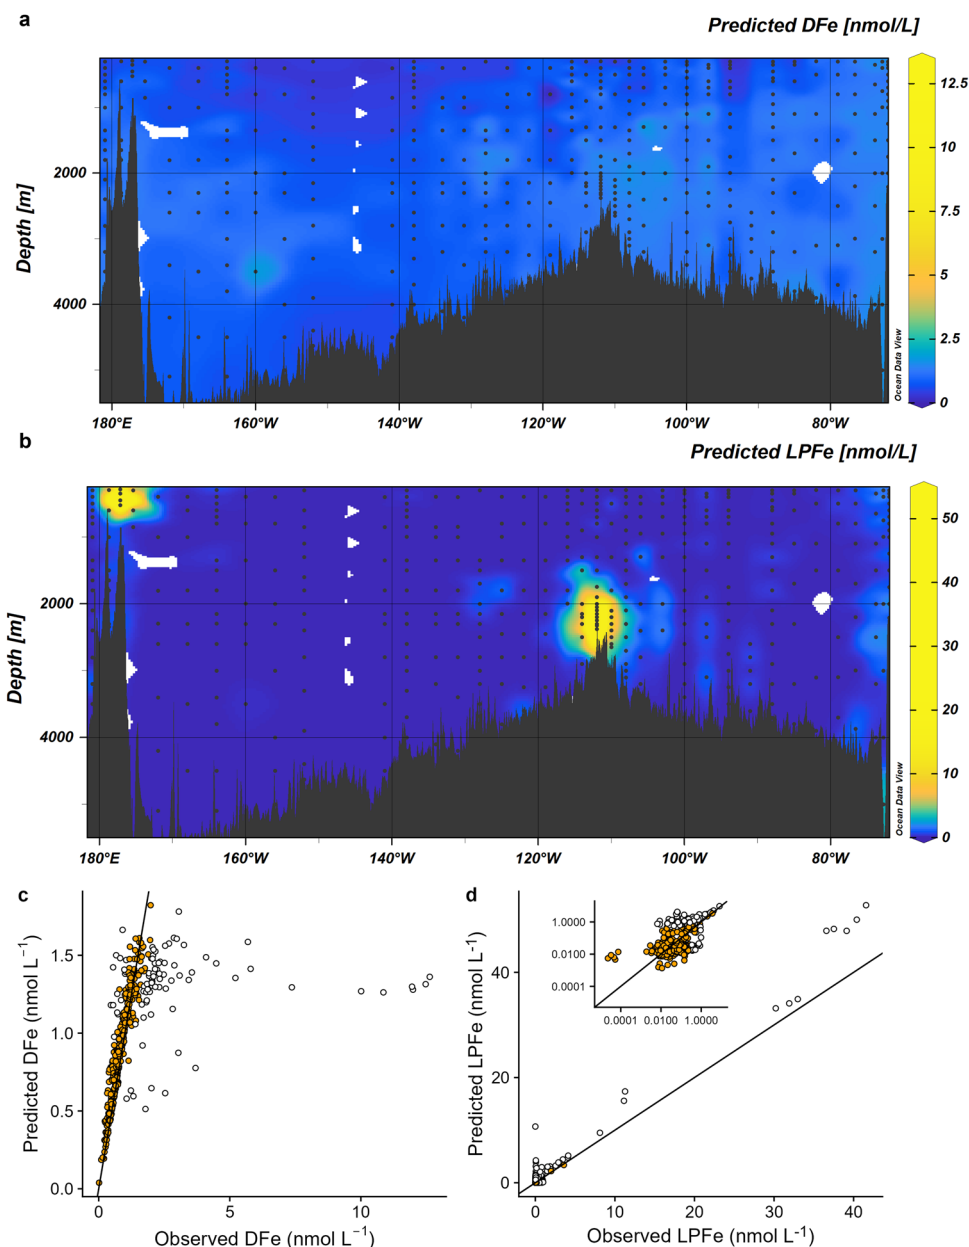 a
Predicted DFe [nmol/L]
12.5
10
7.5
5
2.5
0
Depth [m]
2000
4000
Ocean Data View
180°E
160°W
140°W
120°W
100°W
80°W
b
Predicted LPFe [nmol/L]
50
40
30
20
10
0
Depth [m]
2000
4000
Ocean Data View
180°E
160°W
140°W
120°W
100°W
80°W
c
Predicted DFe (nmol L⁻¹)
1.5
1.0
0.5
0.0
0
5
10
Observed DFe (nmol L⁻¹)
d
Predicted LPFe (nmol L⁻¹)
40
20
0
1.0000
0.0100
0.0001
0.0001
0.0100
1.0000
0
10
20
30
40
Observed LPFe (nmol L⁻¹)